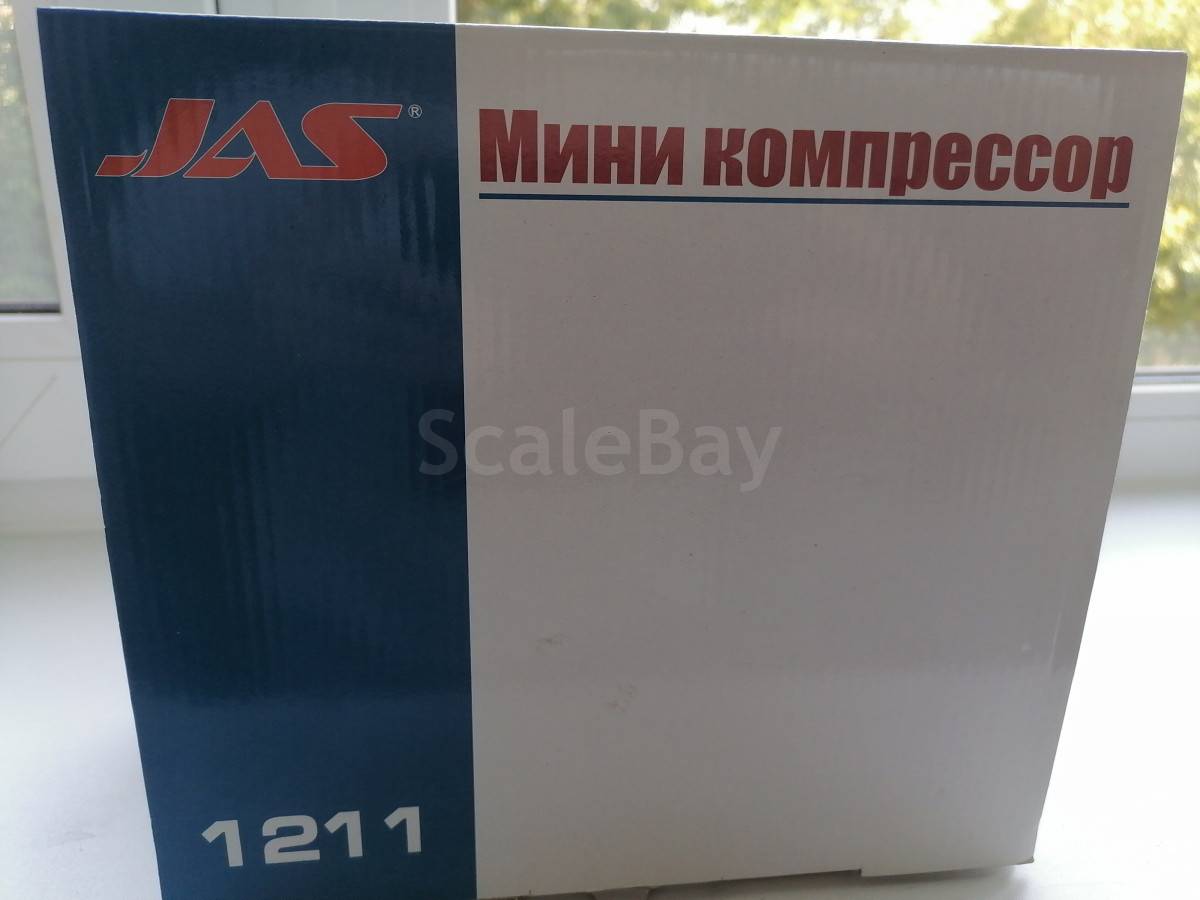 JAS®
Мини компрессор
ScaleBay
1211